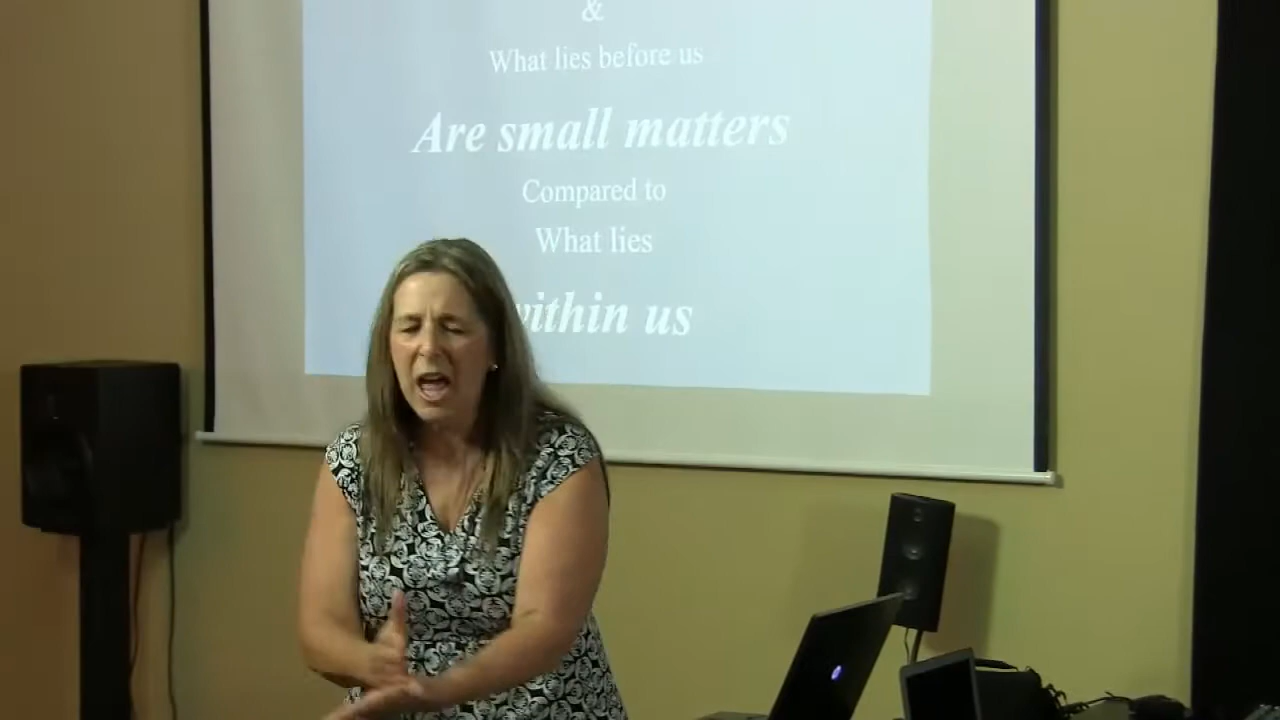 &
What lies before us
Are small matters
Compared to
What lies
within us